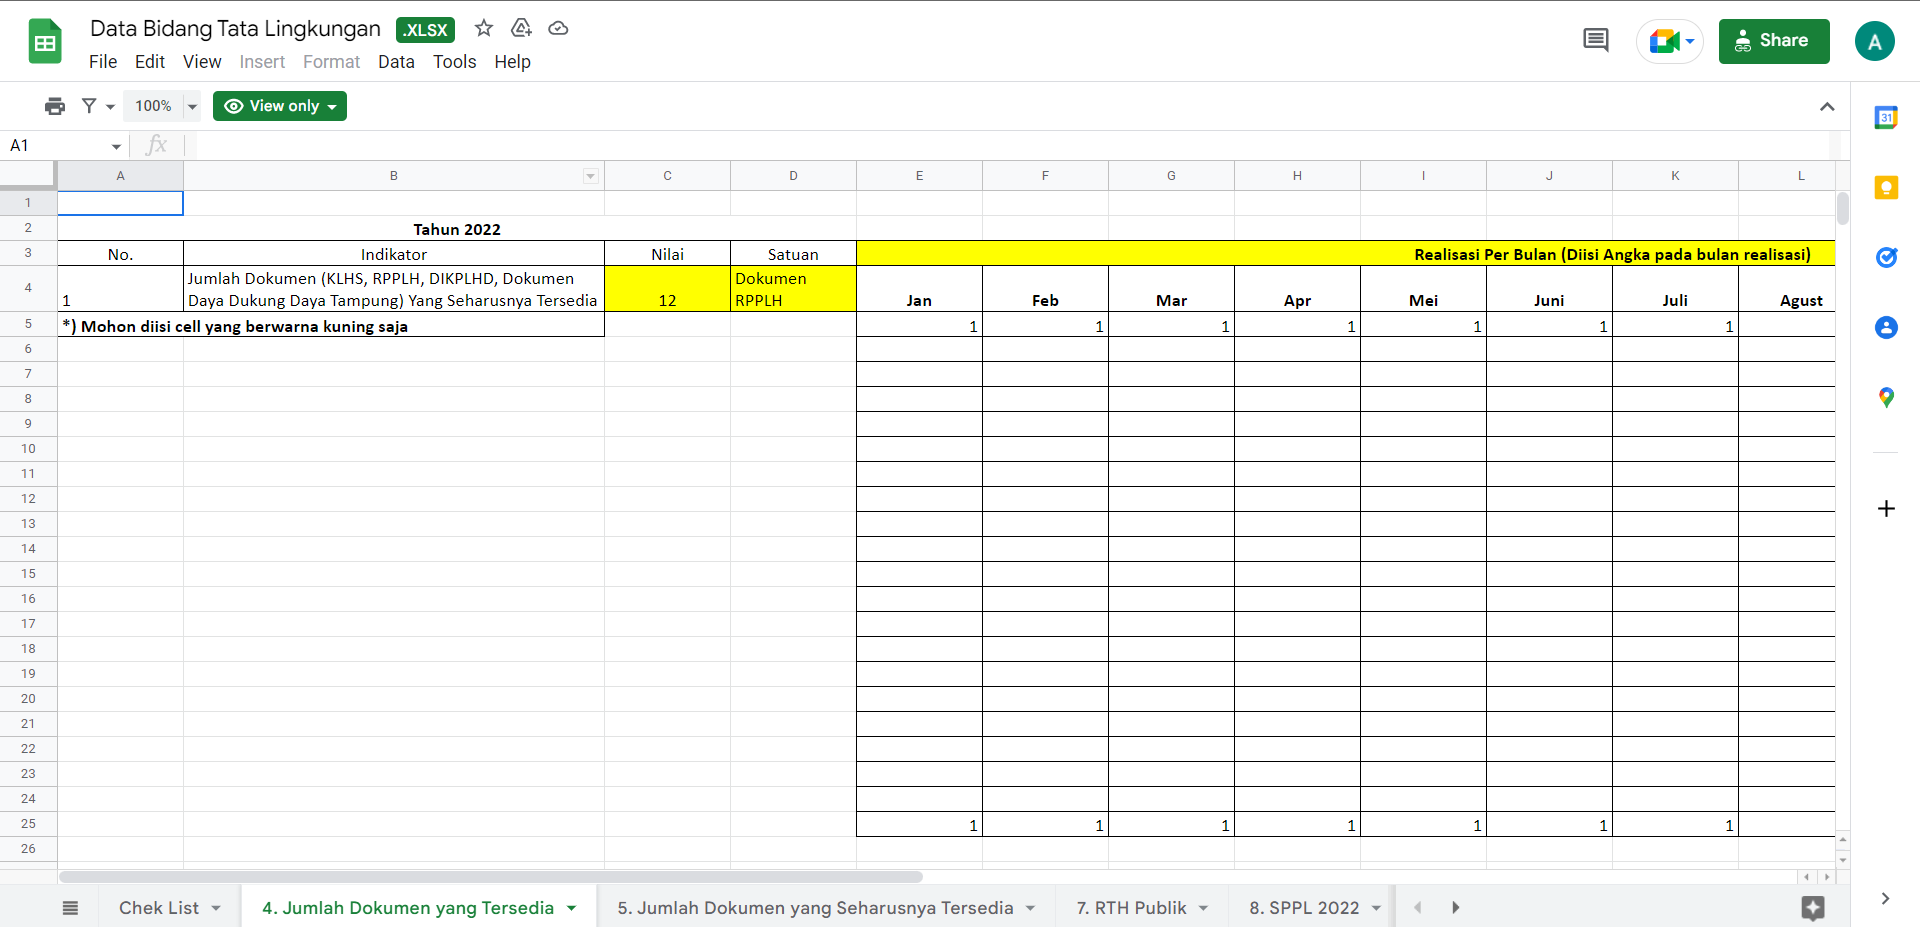 Data Bidang Tata Lingkungan .XLSX
Share
A
File Edit View Insert Format Data Tools Help
100% View only
31
A1 fx
A B C D E F G H I J K L
1
2 Tahun 2022
3 No. Indikator Nilai Satuan Realisasi Per Bulan (Diisi Angka pada bulan realisasi)
4 1 Jumlah Dokumen (KLHS, RPPLH, DIKPLHD, Dokumen
Daya Dukung Daya Tampung) Yang Seharusnya Tersedia 12 Dokumen
RPPLH Jan Feb Mar Apr Mei Juni Juli Agust
5 *) Mohon diisi cell yang berwarna kuning saja 1 1 1 1 1 1 1
6
7
8
9
10
11
12
13
14
15
16
17
18
19
20
21
22
23
24
25 1 1 1 1 1 1 1
26
Chek List 4. Jumlah Dokumen yang Tersedia 5. Jumlah Dokumen yang Seharusnya Tersedia 7. RTH Publik 8. SPPL 2022